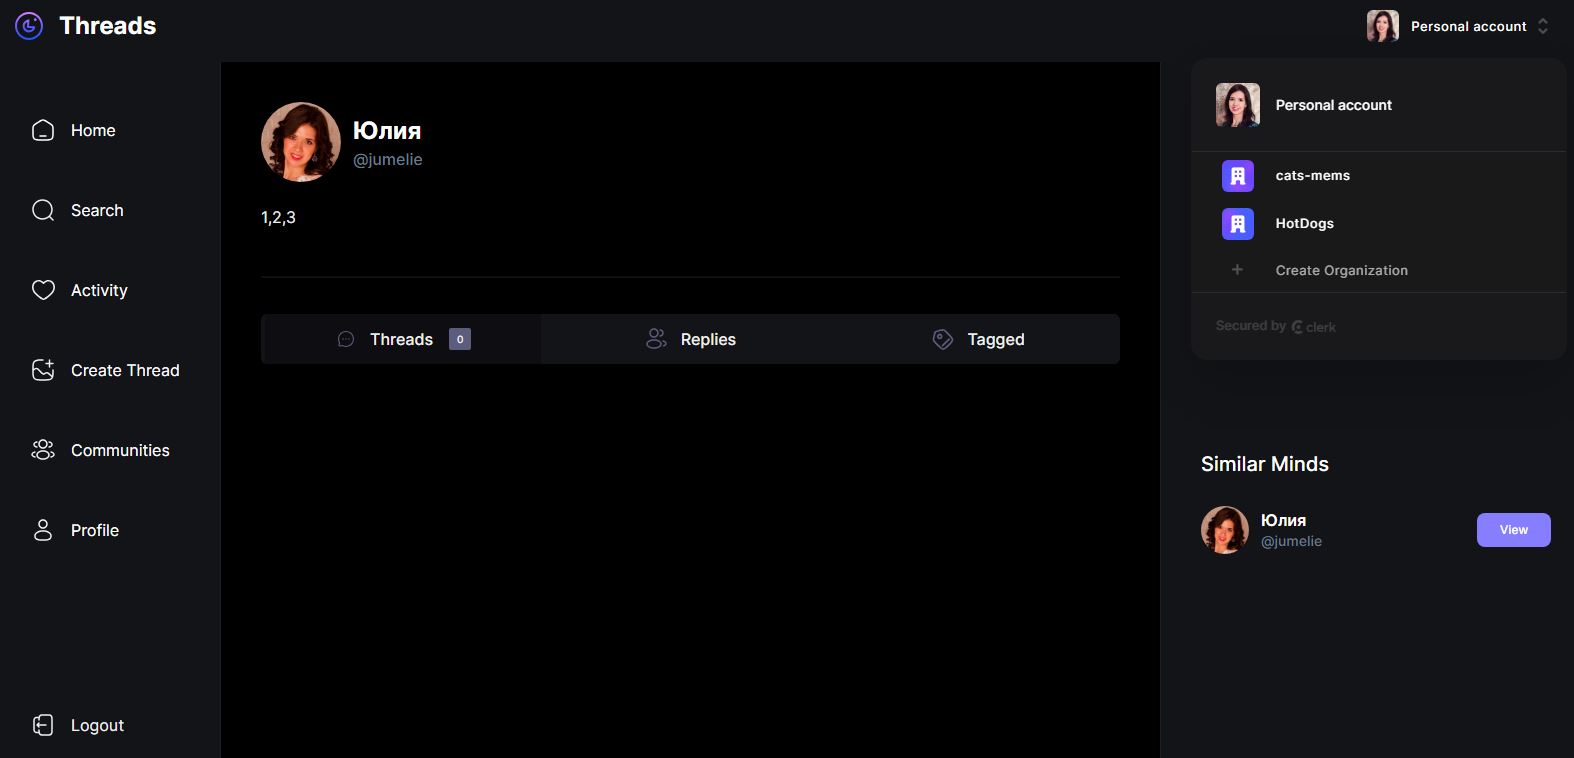 Threads
Personal account
Home
Search
Activity
Create Thread
Communities
Profile
Logout
Юлия
@jumelie
1,2,3
Threads 0
Replies
Tagged
Personal account
cats-mems
HotDogs
+ Create Organization
Secured by clerk
Similar Minds
Юлия
@jumelie
View